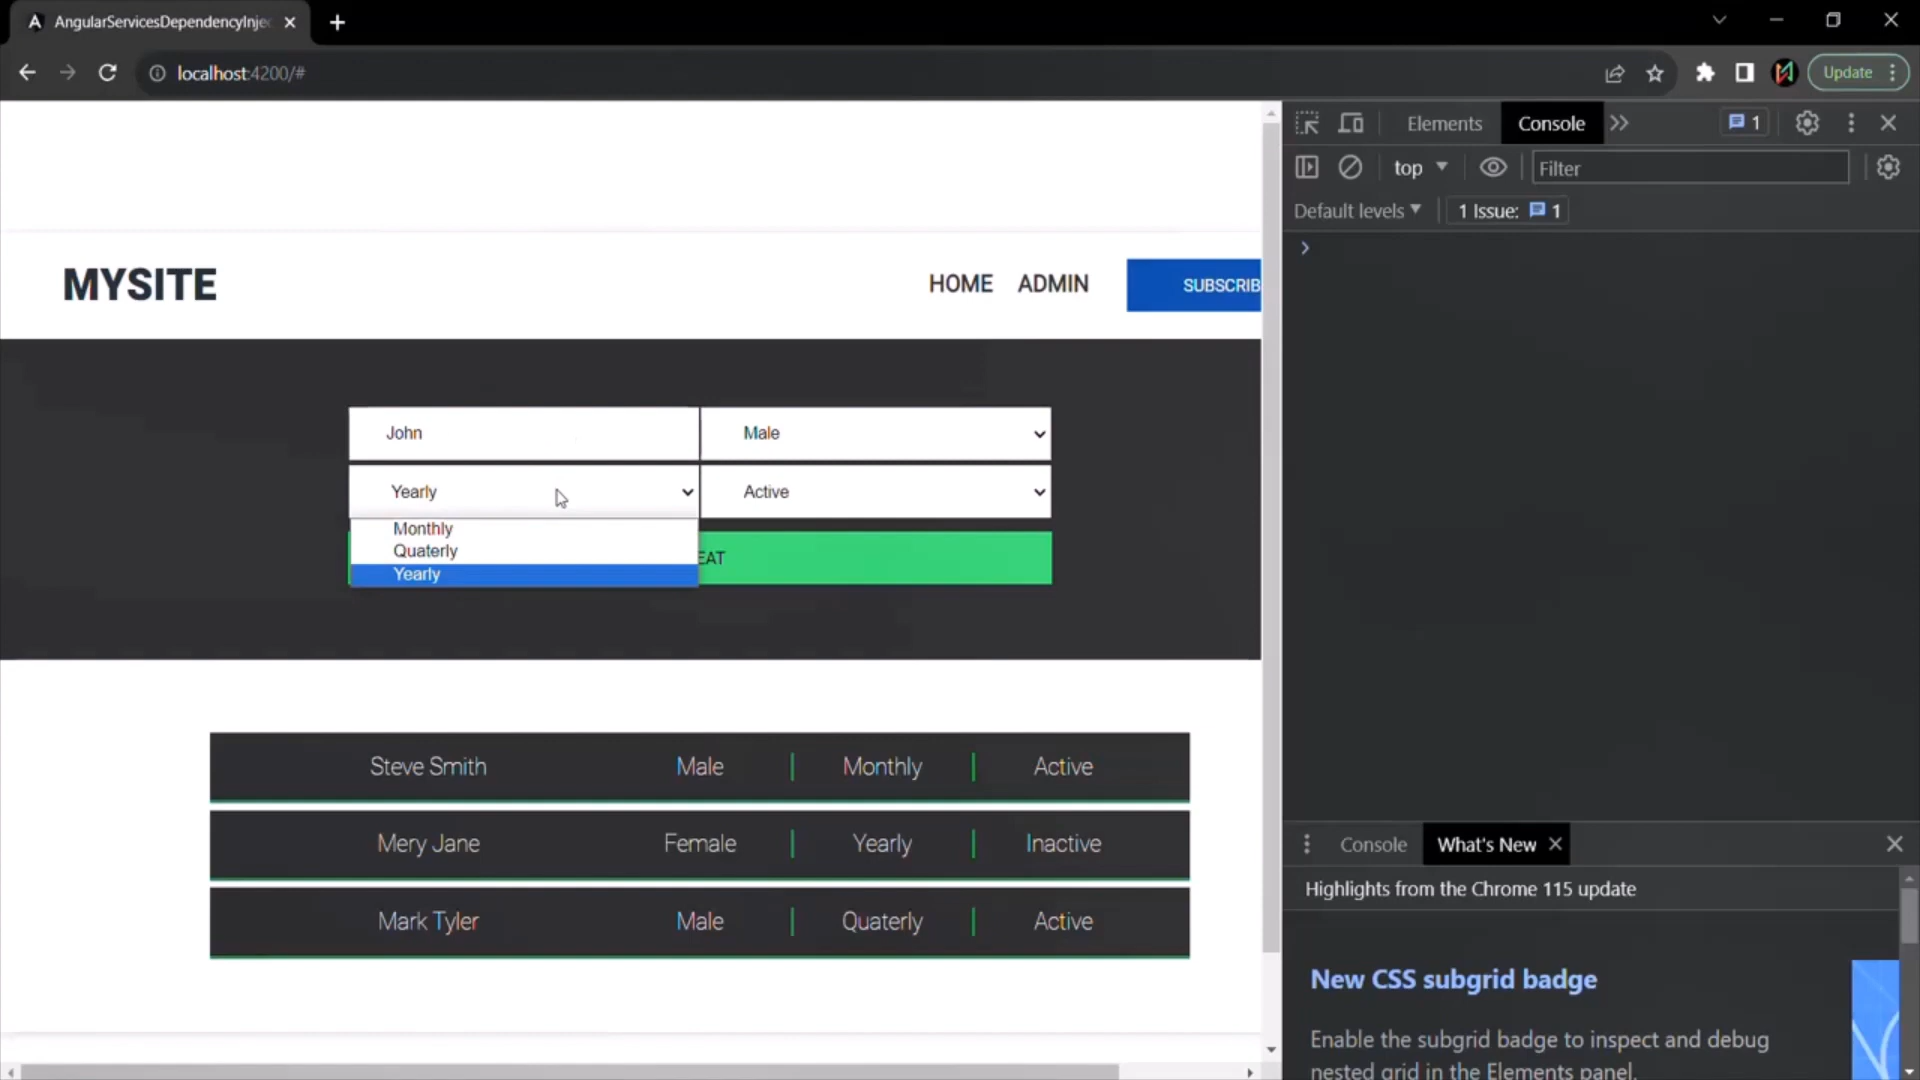 AngularServicesDependencyInje
localhost:4200/#
Update
Elements
Console
1
top
Filter
Default levels
1 Issue: 1
MYSITE
HOME
ADMIN
SUBSCRIB
John
Male
Yearly
Active
Monthly
Quaterly
Yearly
EAT
Steve Smith Male Monthly Active
Mery Jane Female Yearly Inactive
Mark Tyler Male Quaterly Active
Console
What's New
Highlights from the Chrome 115 update
New CSS subgrid badge
Enable the subgrid badge to inspect and debug
nested grid in the Elements panel.